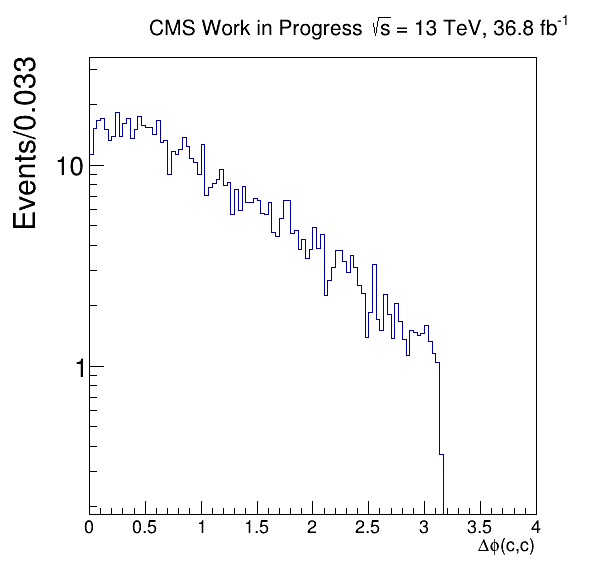 CMS Work in Progress √s = 13 TeV, 36.8 fb⁻¹
Events/0.033
10
1
0 0.5 1 1.5 2 2.5 3 3.5 4
Δϕ(c,c)